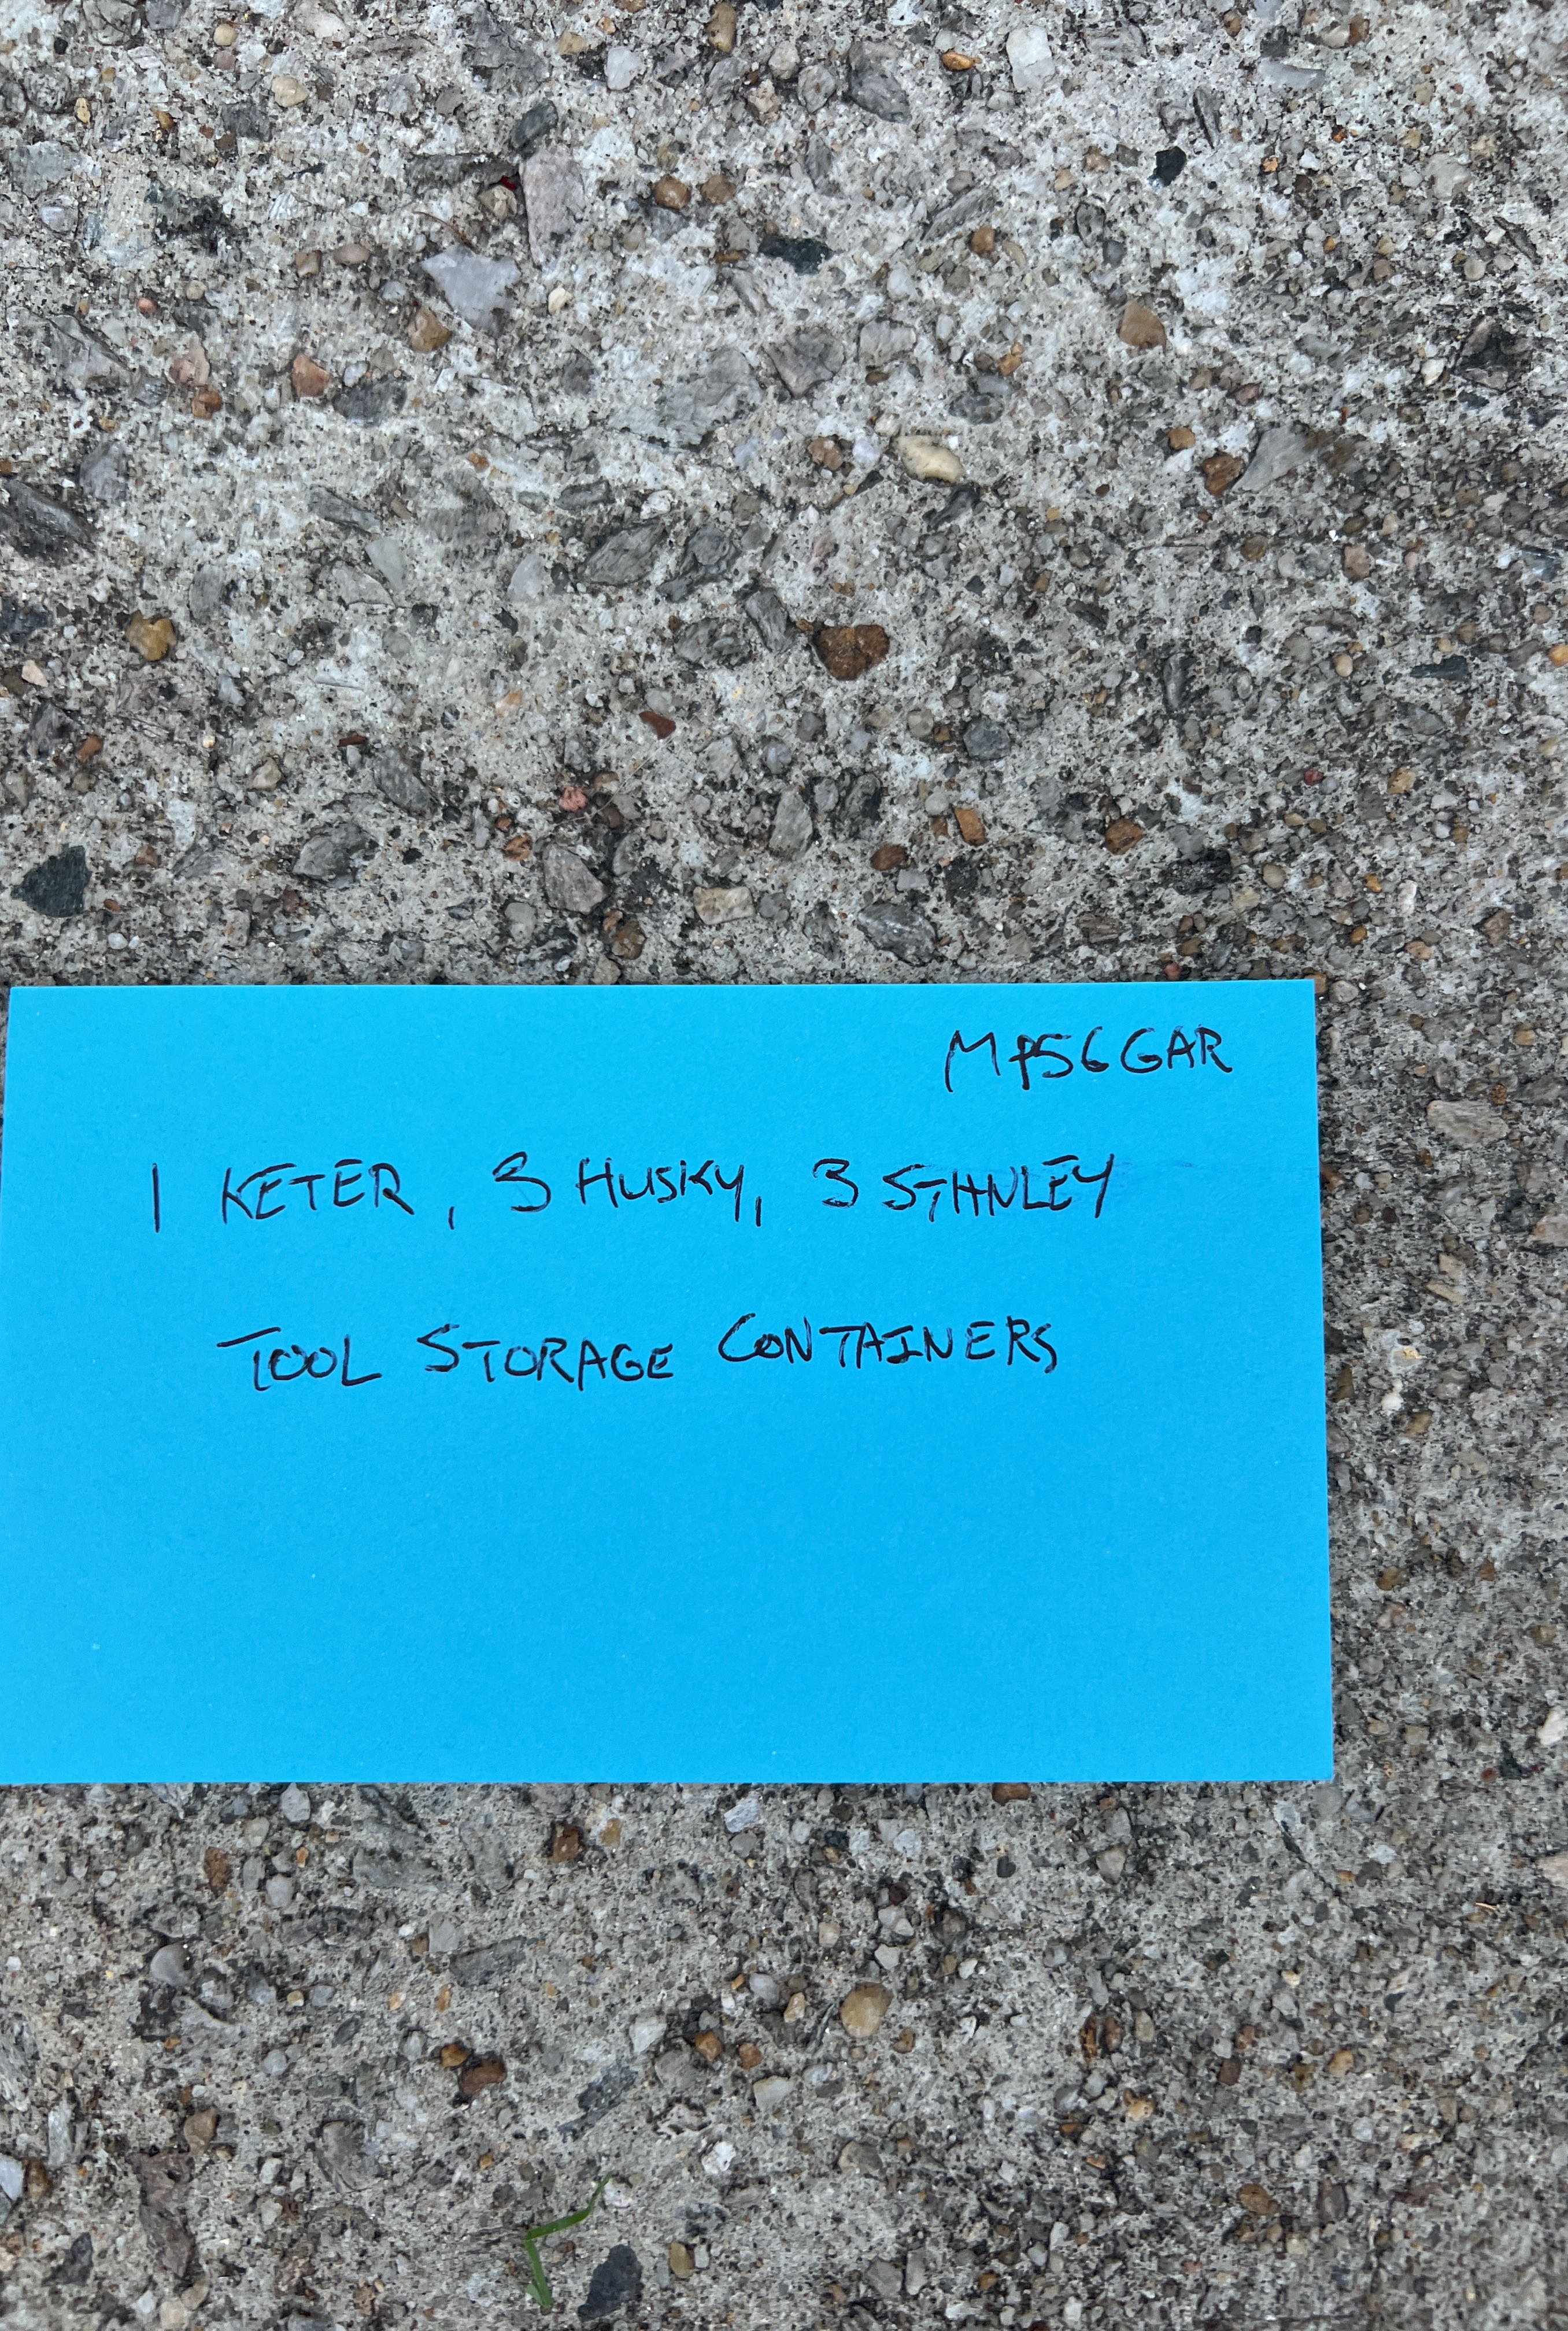 MP56GAR
1 KETER, 3 HUSKY, 3 STANLEY
TOOL STORAGE CONTAINERS